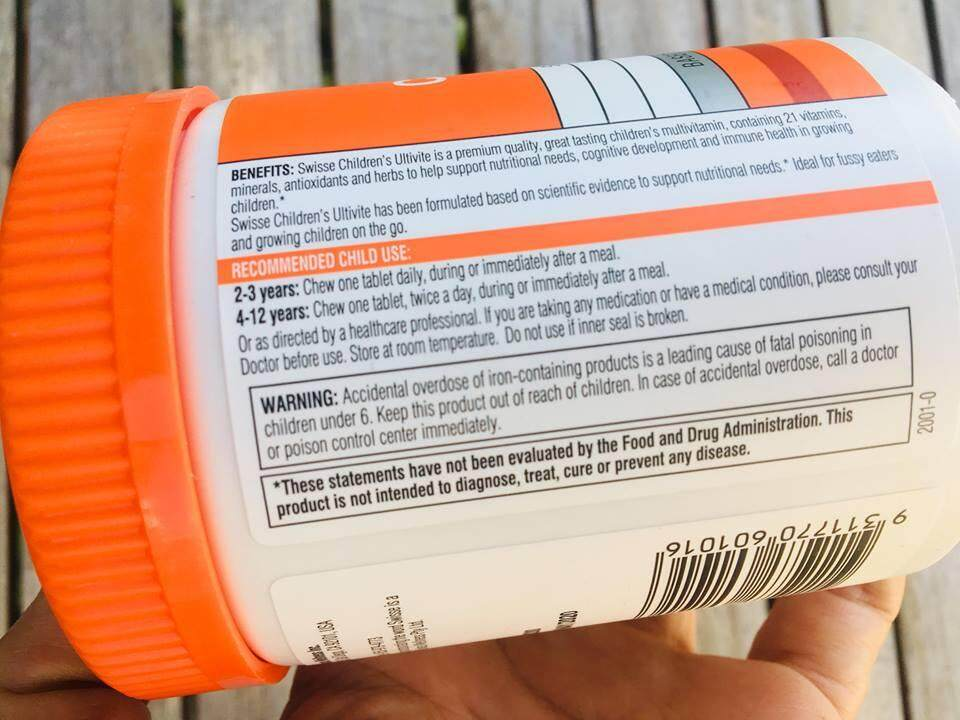 BENEFITS: Swisse Children's Ultivite is a premium quality, great tasting children's multivitamin, containing 21 vitamins,
minerals, antioxidants and herbs to help support nutritional needs, cognitive development and immune health in growing
children.*
Swisse Children's Ultivite has been formulated based on scientific evidence to support nutritional needs.* Ideal for fussy eaters
and growing children on the go.
RECOMMENDED CHILD USE:
2-3 years: Chew one tablet daily, during or immediately after a meal.
4-12 years: Chew one tablet, twice a day, during or immediately after a meal.
Or as directed by a healthcare professional. If you are taking any medication or have a medical condition, please consult your
Doctor before use. Store at room temperature. Do not use if inner seal is broken.
WARNING: Accidental overdose of iron-containing products is a leading cause of fatal poisoning in
children under 6. Keep this product out of reach of children. In case of accidental overdose, call a doctor
or poison control center immediately.
*These statements have not been evaluated by the Food and Drug Administration. This
product is not intended to diagnose, treat, cure or prevent any disease.
2001-0
9 311770 601016
USA
2020